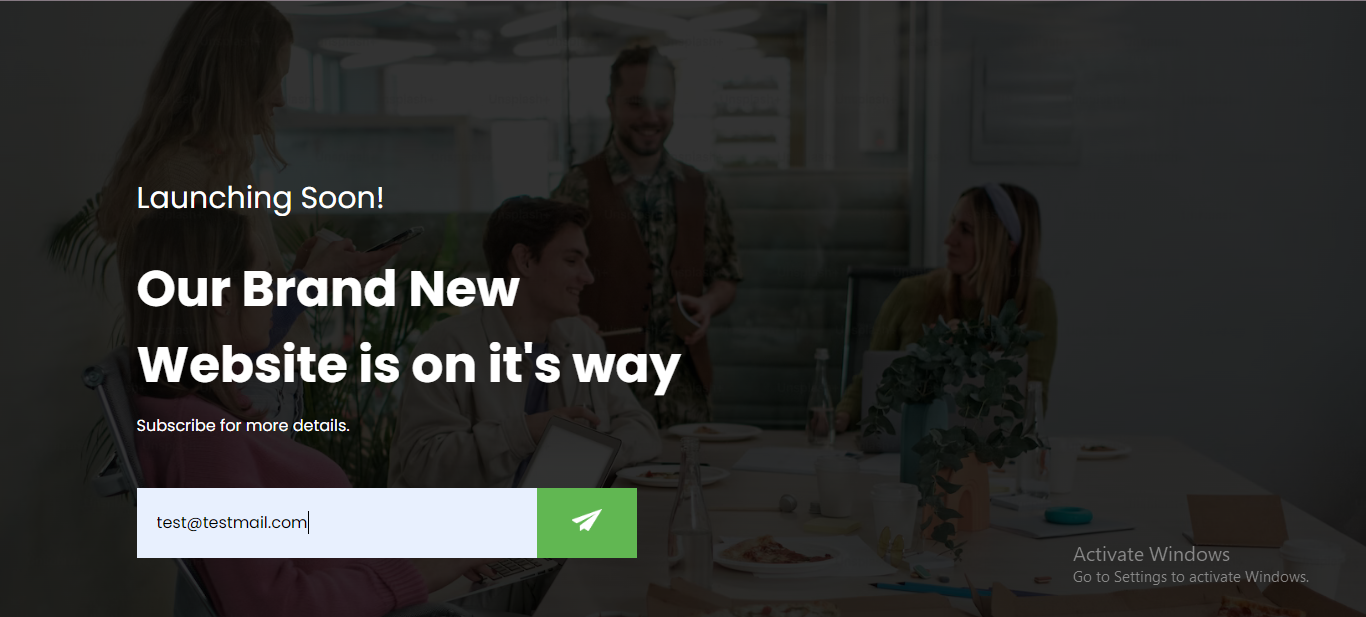 Launching Soon!
Our Brand New
Website is on it's way
Subscribe for more details.
test@testmail.com
Activate Windows
Go to Settings to activate Windows.